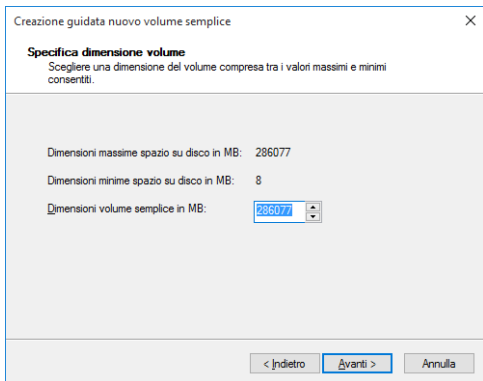 Creazione guidata nuovo volume semplice
Specifica dimensione volume
Scegliere una dimensione del volume compresa tra i valori massimi e minimi
consentiti.
Dimensioni massime spazio su disco in MB: 286077
Dimensioni minime spazio su disco in MB: 8
Dimensioni volume semplice in MB: 286077
< Indietro Avanti > Annulla